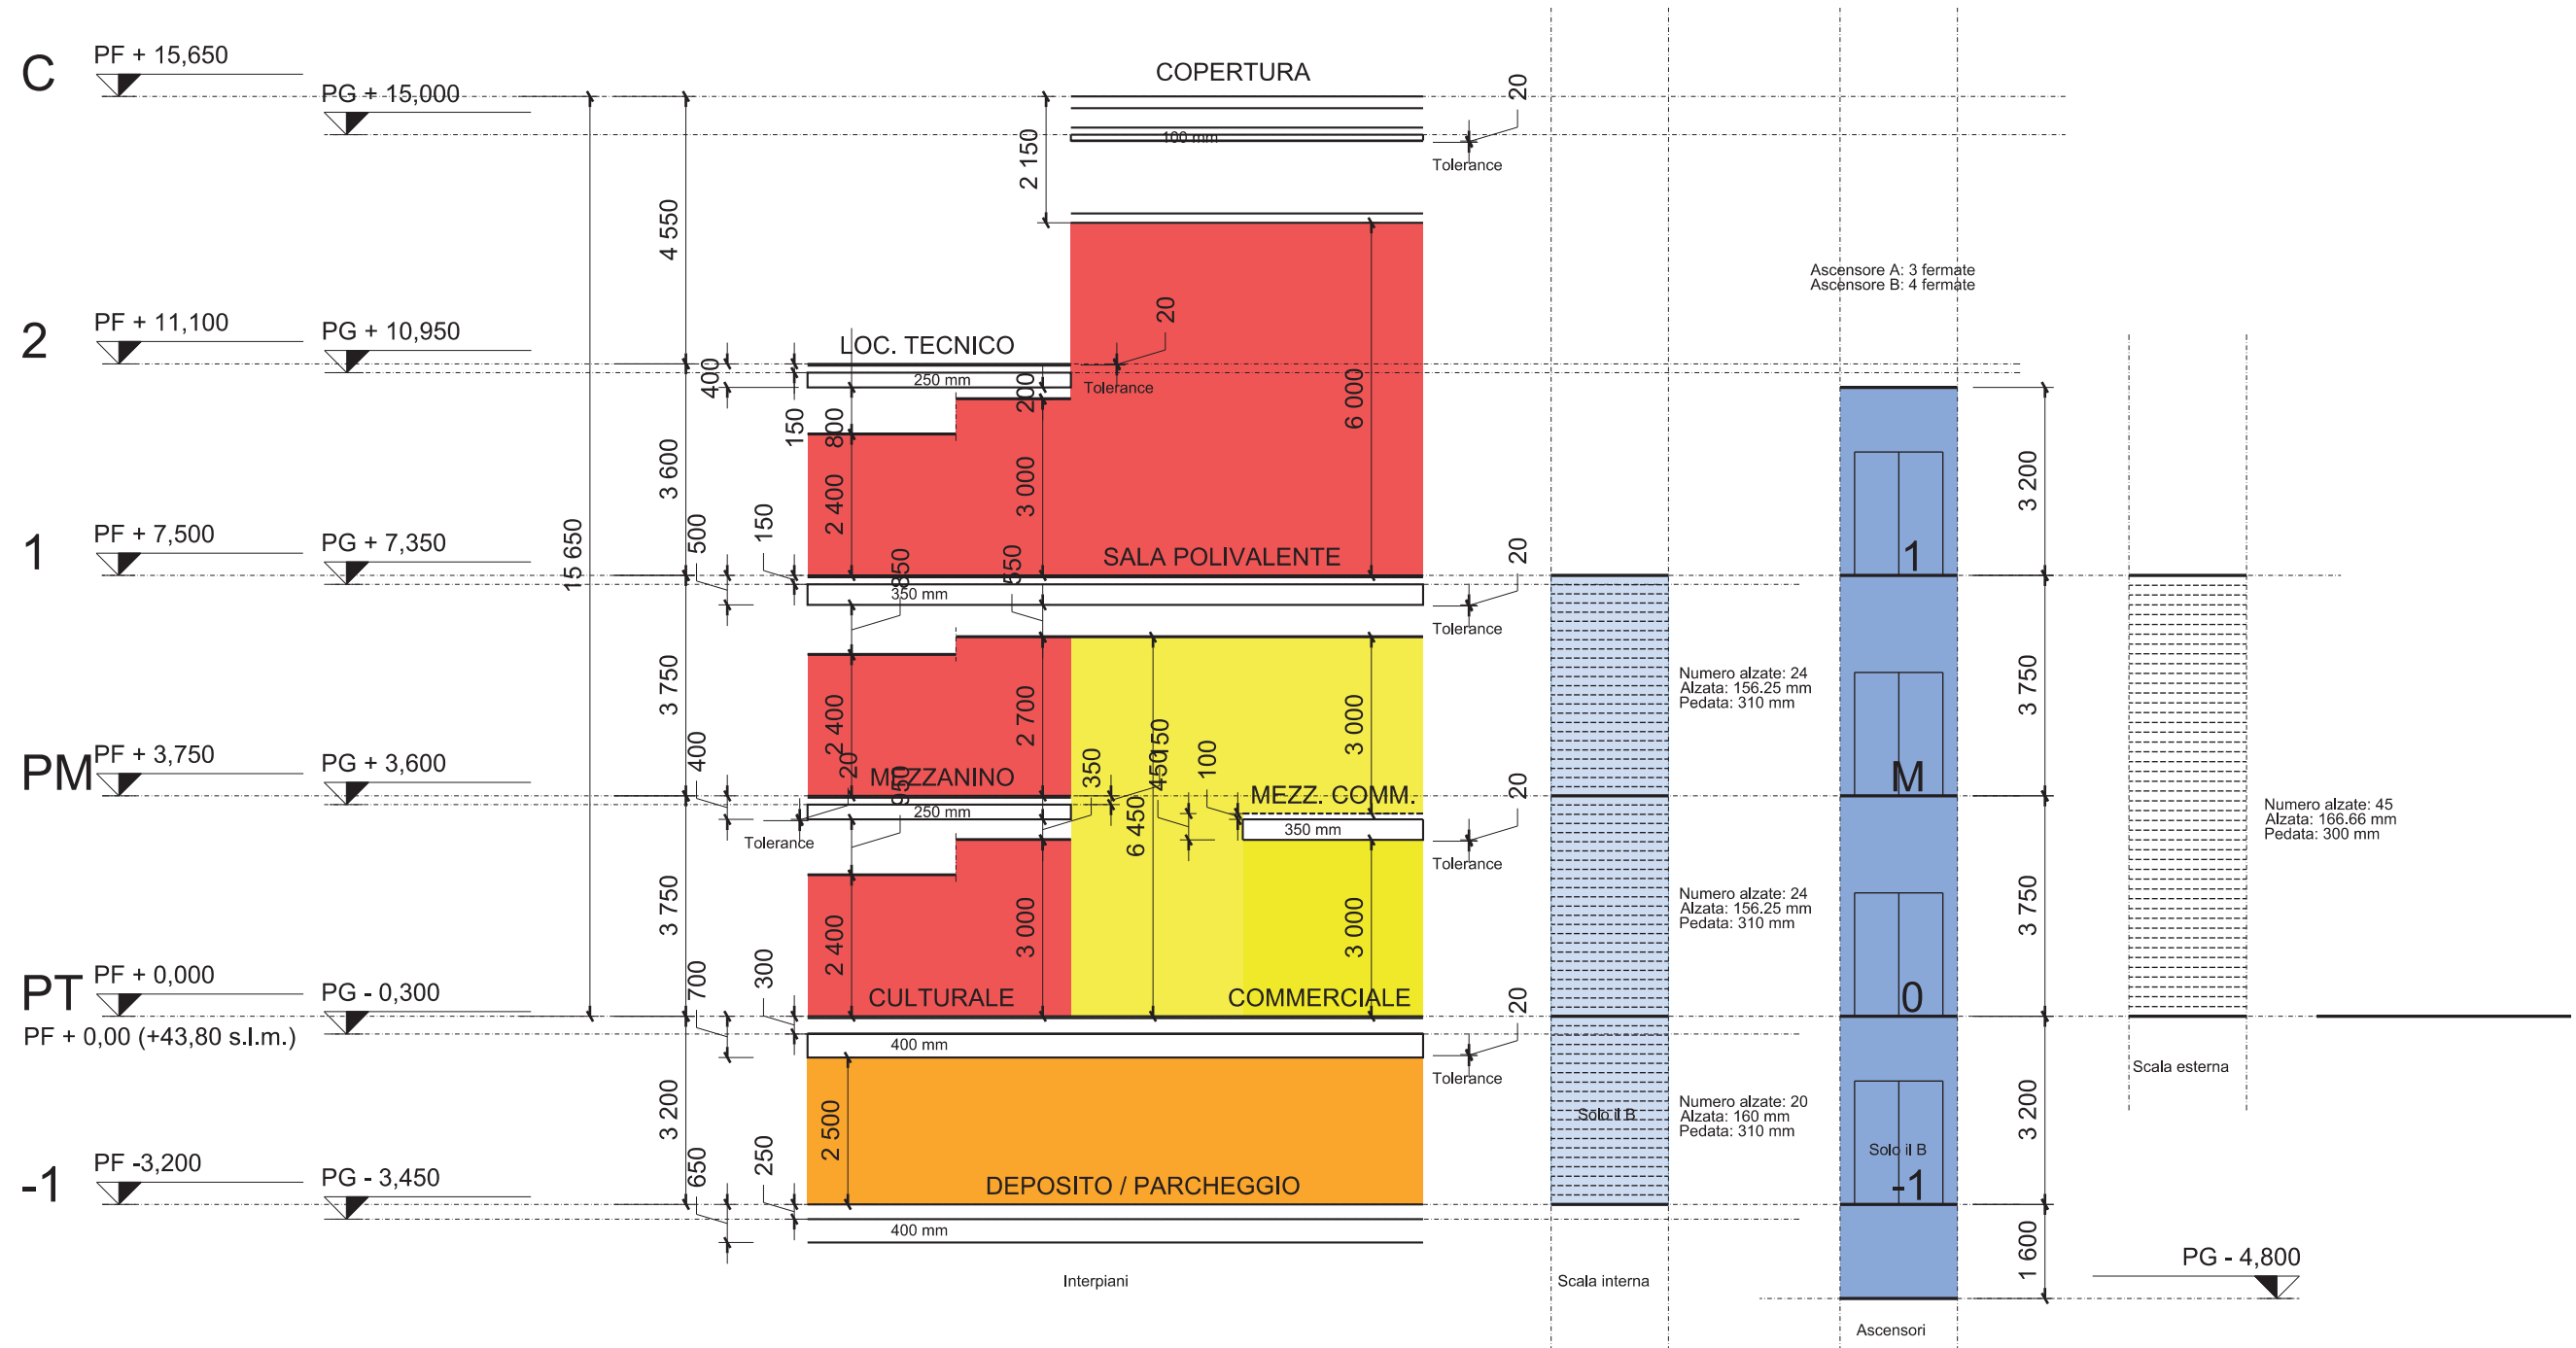 C
PF + 15,650
PG + 15,000
COPERTURA
20
100 mm
Tolerance
2 150
4 550
15 650
Ascensore A: 3 fermate
Ascensore B: 4 fermate
2
PF + 11,100
PG + 10,950
LOC. TECNICO
20
Tolerance
250 mm
400
150
800
200
6 000
3 600
2 400
3 000
3 200
1
PF + 7,500
PG + 7,350
500
150
SALA POLIVALENTE
1
20
350 mm
350
550
Tolerance
3 750
2 400
2 700
3 000
Numero alzate: 24
Alzata: 156.25 mm
Pedata: 310 mm
3 750
PM
PF + 3,750
PG + 3,600
400
20
MEZZANINO
950
350
150
450
100
MEZZ. COMM.
20
M
250 mm
350 mm
Tolerance
Tolerance
6 450
Numero alzate: 45
Alzata: 166.66 mm
Pedata: 300 mm
3 750
2 400
3 000
3 000
Numero alzate: 24
Alzata: 156.25 mm
Pedata: 310 mm
3 750
PT
PF + 0,000
PG - 0,300
PF + 0,00 (+43,80 s.l.m.)
700
300
CULTURALE
COMMERCIALE
20
0
400 mm
Tolerance
Scala esterna
3 200
2 500
Solo il B
Numero alzate: 20
Alzata: 160 mm
Pedata: 310 mm
Solo il B
3 200
-1
PF -3,200
PG - 3,450
650
250
DEPOSITO / PARCHEGGIO
-1
400 mm
1 600
PG - 4,800
Interpiani
Scala interna
Ascensori